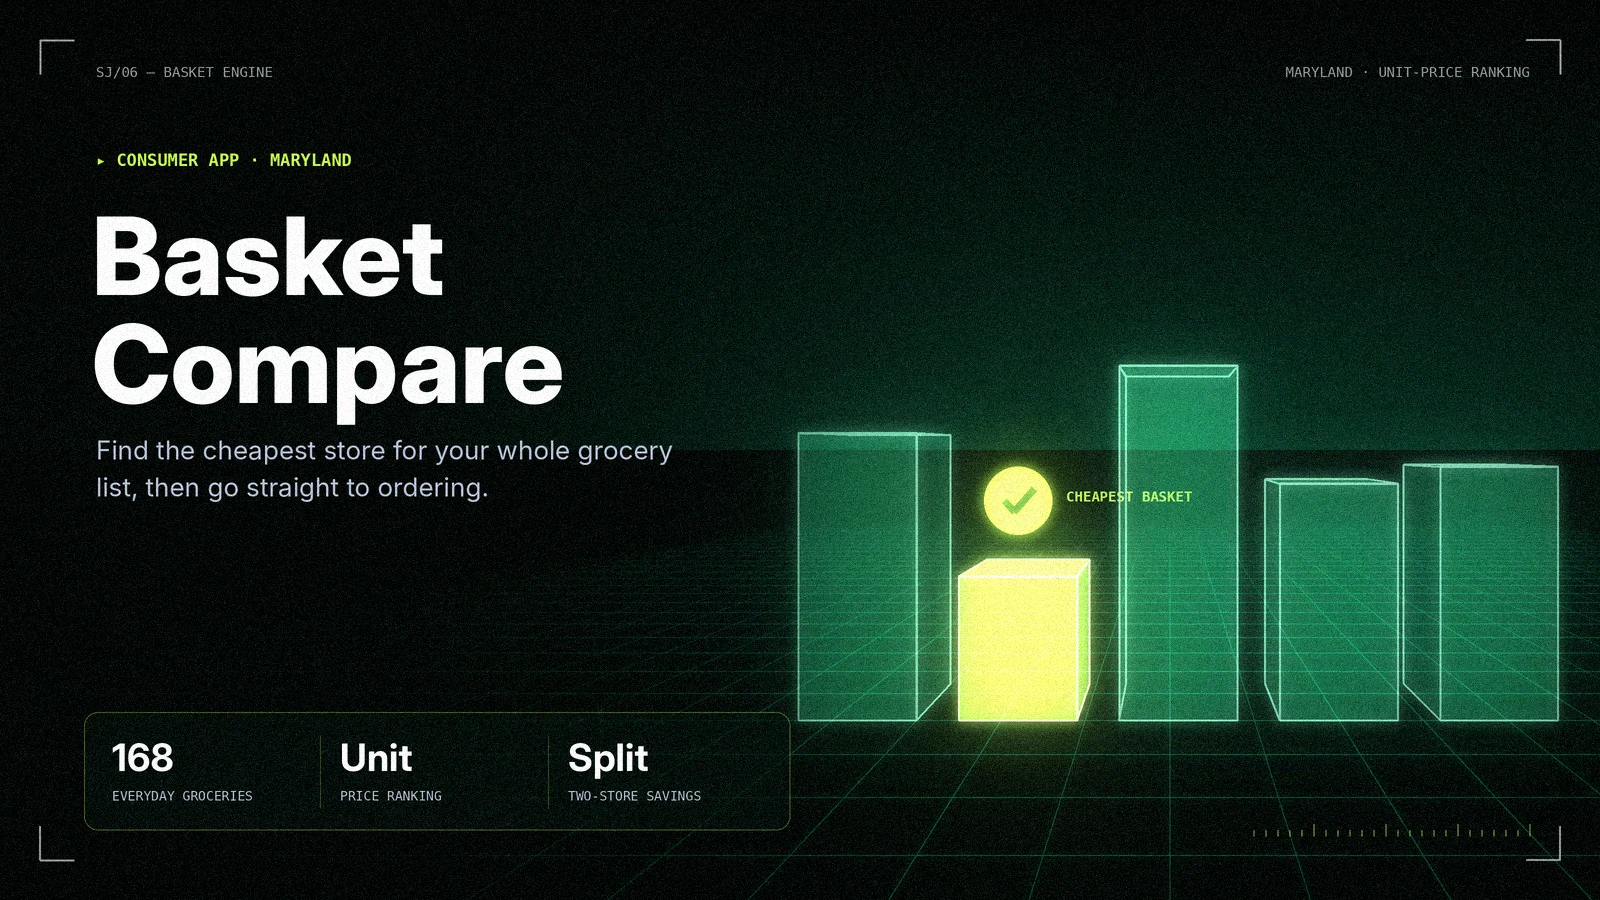 SJ/06 — BASKET ENGINE
MARYLAND · UNIT-PRICE RANKING
▸ CONSUMER APP · MARYLAND
Basket
Compare
Find the cheapest store for your whole grocery
list, then go straight to ordering.
CHEAPEST BASKET
168
EVERYDAY GROCERIES
Unit
PRICE RANKING
Split
TWO-STORE SAVINGS